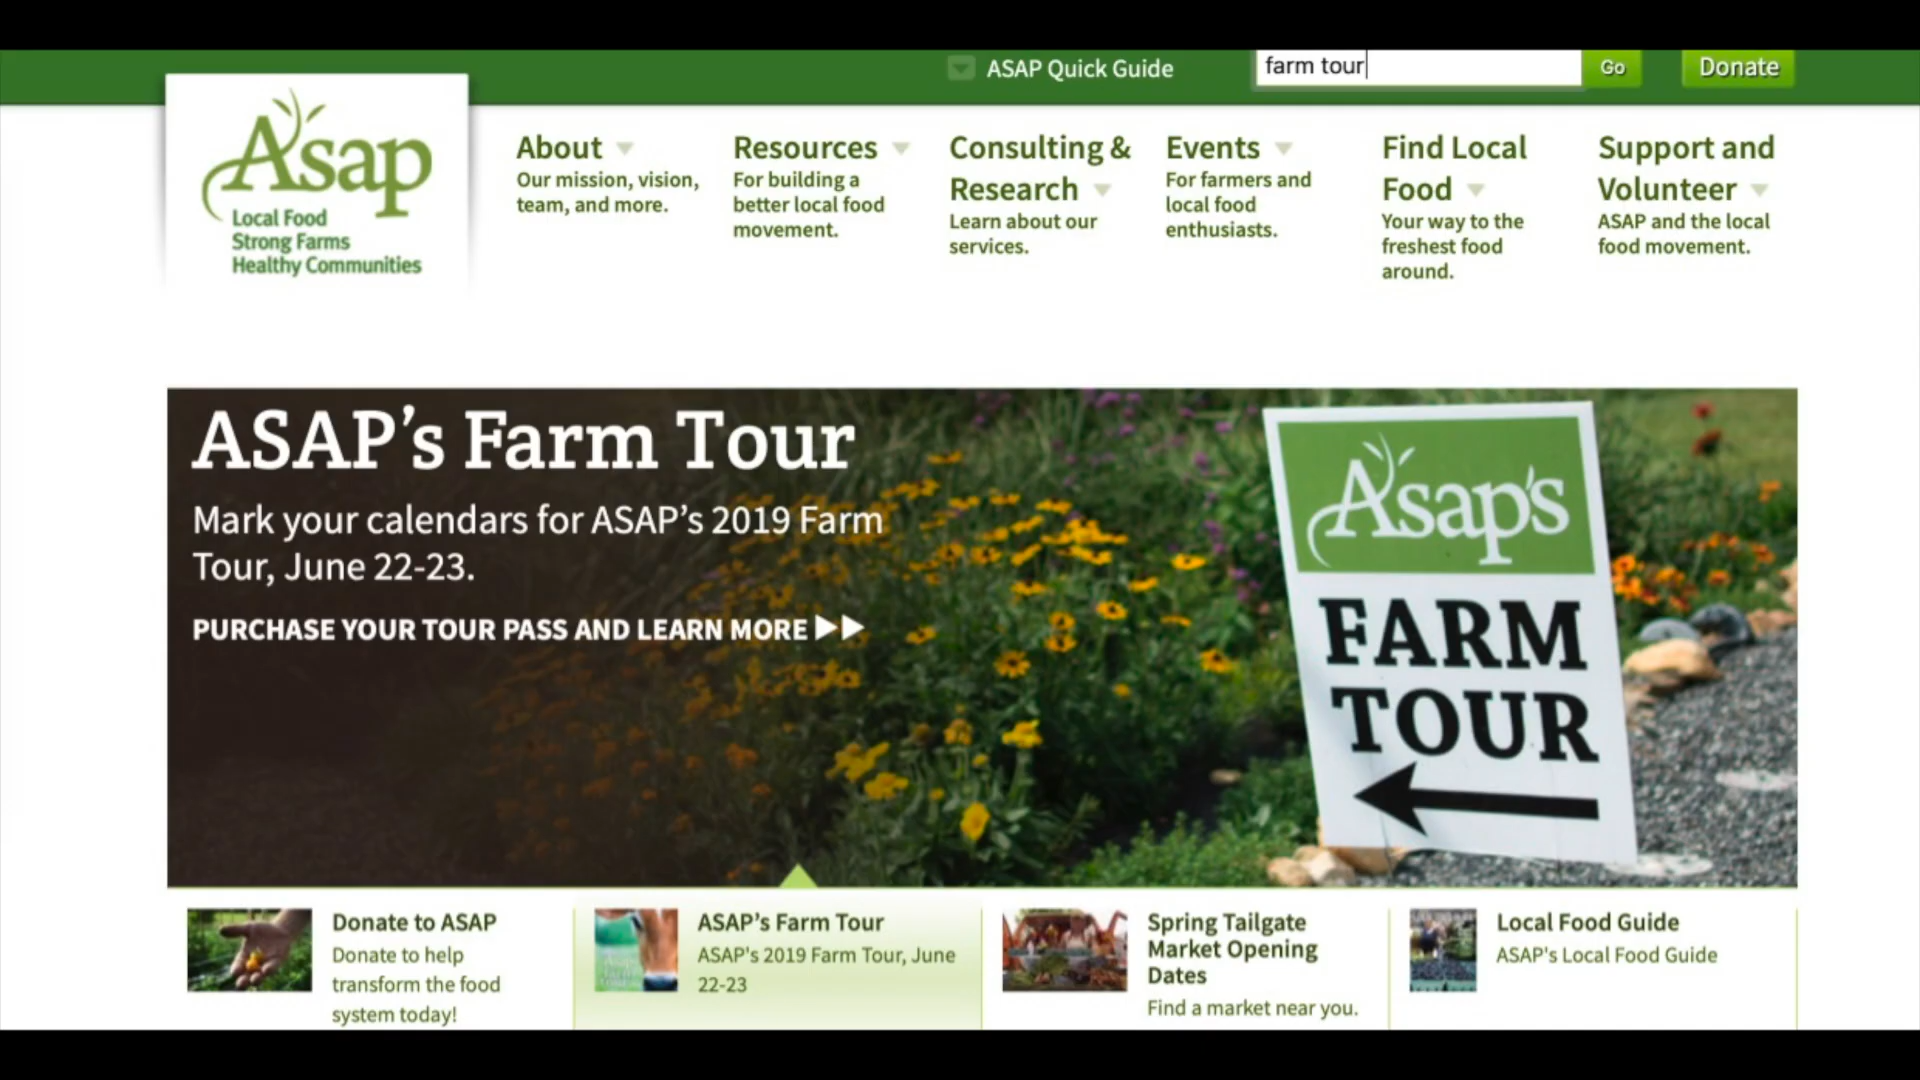 ASAP Quick Guide
farm tour
Go
Donate
Asap
Local Food
Strong Farms
Healthy Communities
About
Our mission, vision,
team, and more.
Resources
For building a
better local food
movement.
Consulting &
Research
Learn about our
services.
Events
For farmers and
local food
enthusiasts.
Find Local
Food
Your way to the
freshest food
around.
Support and
Volunteer
ASAP and the local
food movement.
ASAP’s Farm Tour
Mark your calendars for ASAP’s 2019 Farm
Tour, June 22-23.
PURCHASE YOUR TOUR PASS AND LEARN MORE
Asap's
FARM
TOUR
Donate to ASAP
Donate to help
transform the food
system today!
ASAP’s Farm Tour
ASAP's 2019 Farm Tour, June
22-23
Spring Tailgate
Market Opening
Dates
Find a market near you.
Local Food Guide
ASAP's Local Food Guide